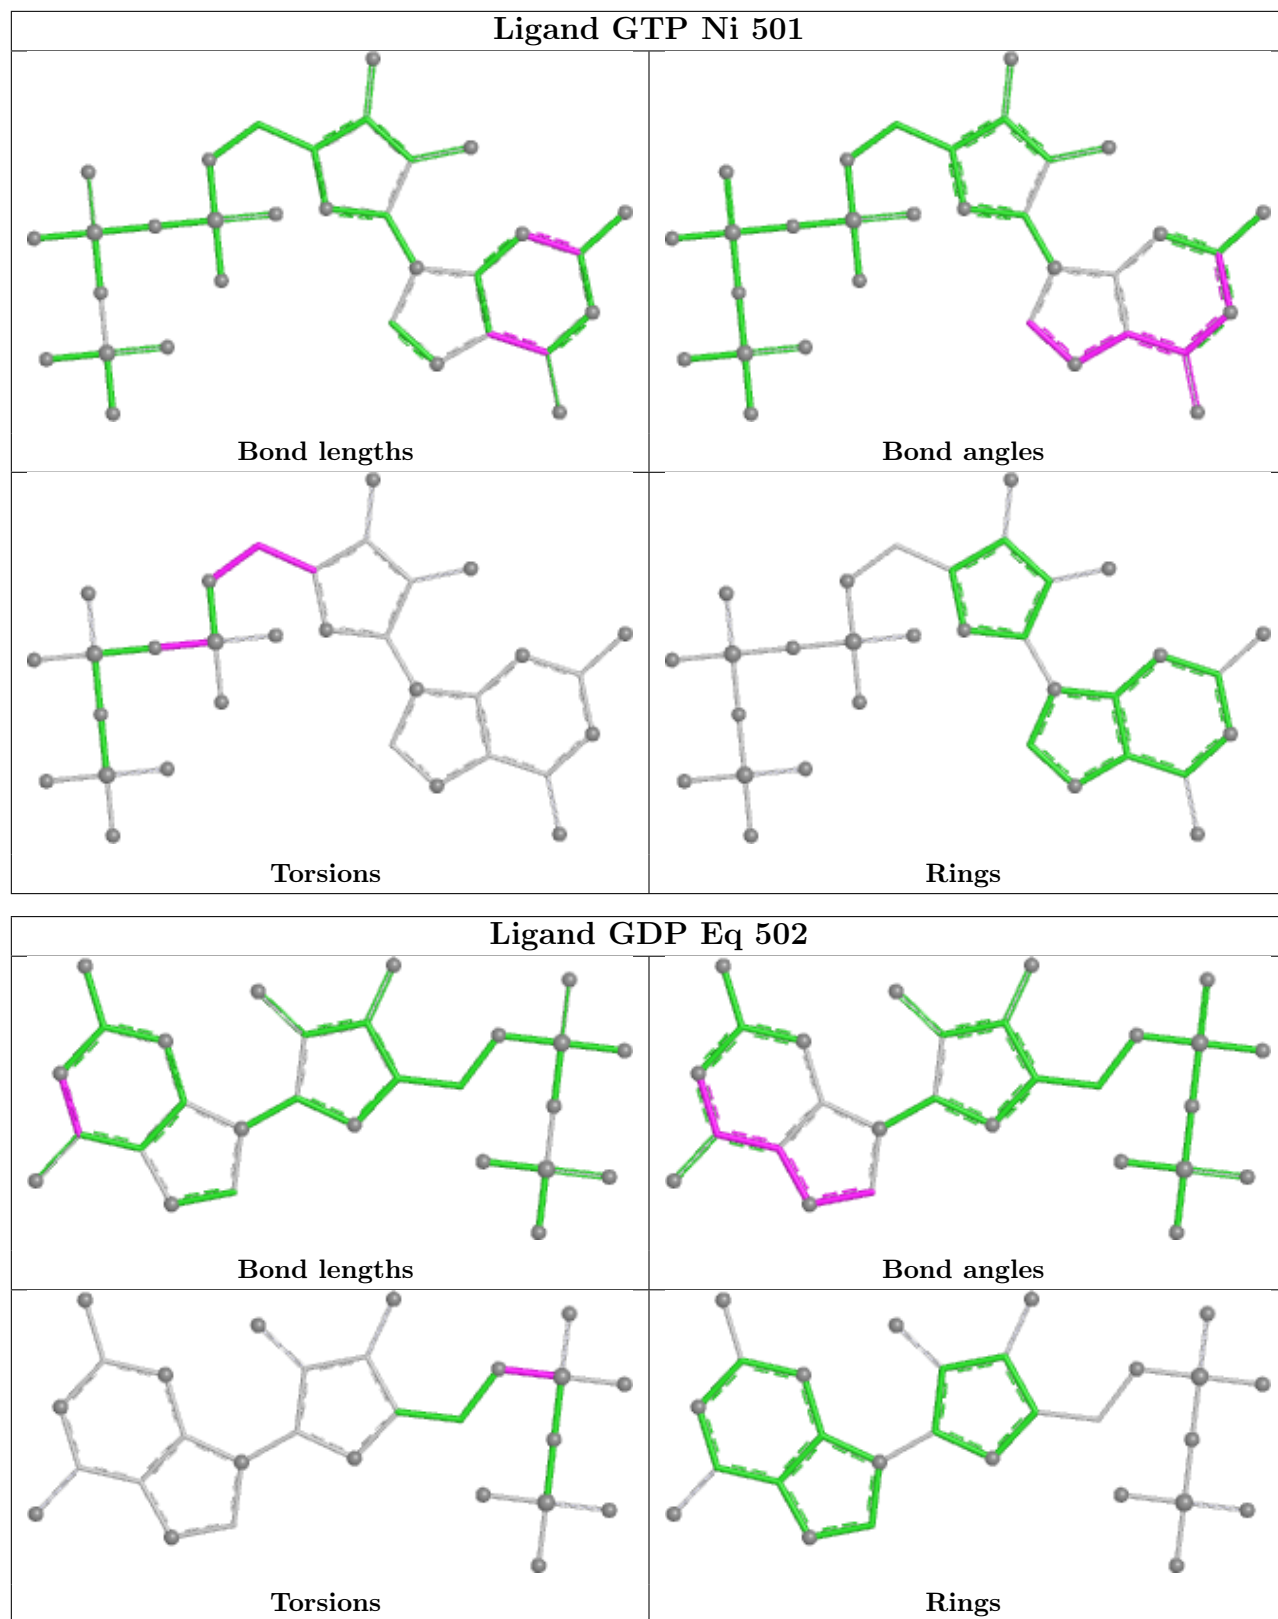 Ligand GTP Ni 501
Bond lengths
Bond angles
Torsions
Rings
Ligand GDP Eq 502
Bond lengths
Bond angles
Torsions
Rings